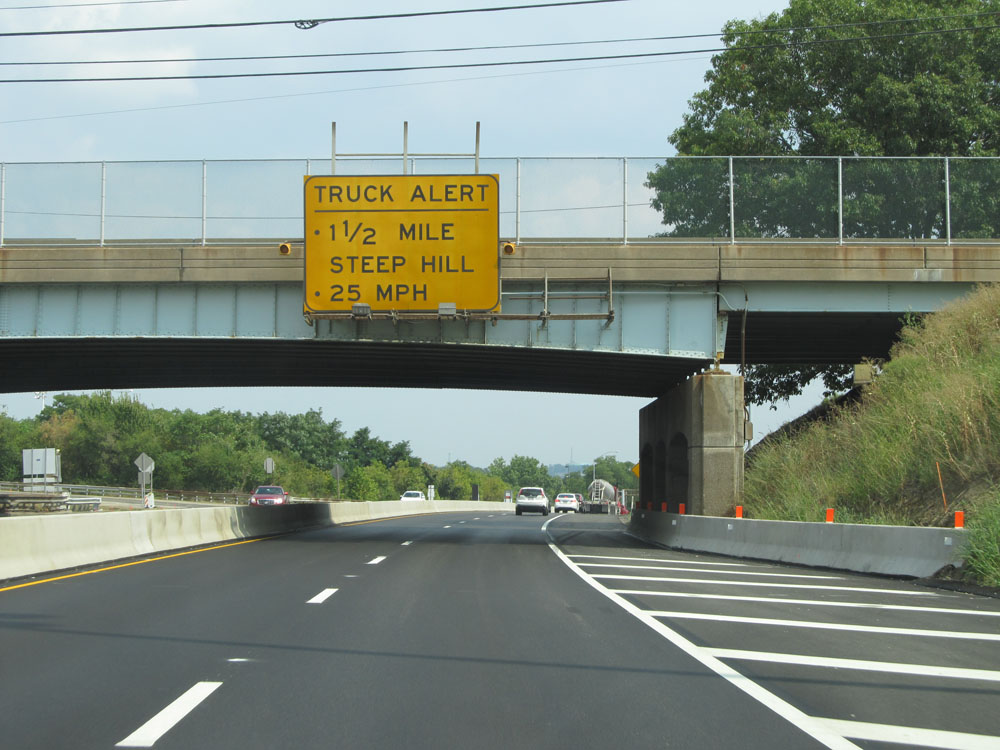 TRUCK ALERT
• 1 1/2 MILE
STEEP HILL
• 25 MPH